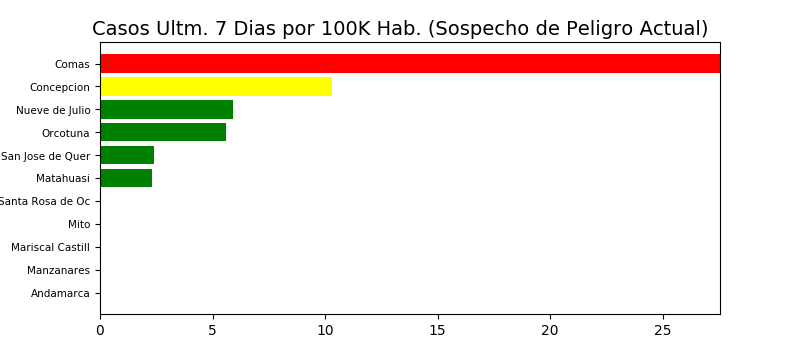 Casos Ultm. 7 Dias por 100K Hab. (Sospecho de Peligro Actual)
Comas
Concepcion
Nueve de Julio
Orcotuna
San Jose de Quer
Matahuasi
Santa Rosa de Oc
Mito
Mariscal Castill
Manzanares
Andamarca
0 5 10 15 20 25